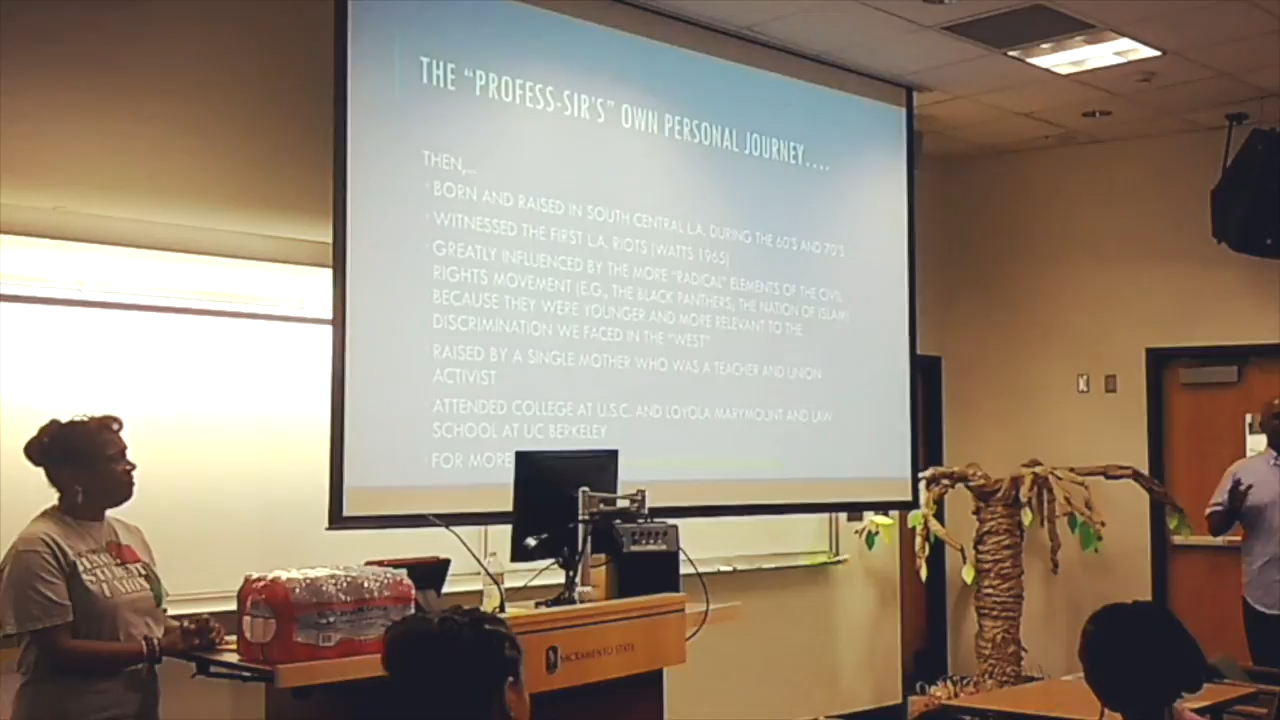 THE “PROFESS-SIR’S” OWN PERSONAL JOURNEY....
THEN,...
BORN AND RAISED IN SOUTH CENTRAL L.A. DURING THE 60'S AND 70'S
WITNESSED THE FIRST L.A. RIOTS (WATTS 1965)
GREATLY INFLUENCED BY THE MORE “RADICAL” ELEMENTS OF THE CIVIL
RIGHTS MOVEMENT (E.G., THE BLACK PANTHERS, THE NATION OF ISLAM)
BECAUSE THEY WERE YOUNGER AND MORE RELEVANT TO THE
DISCRIMINATION WE FACED IN THE “WEST”
RAISED BY A SINGLE MOTHER WHO WAS A TEACHER AND UNION
ACTIVIST
ATTENDED COLLEGE AT U.S.C. AND LOYOLA MARYMOUNT AND LAW
SCHOOL AT UC BERKELEY
FOR MORE
SACRAMENTO STATE